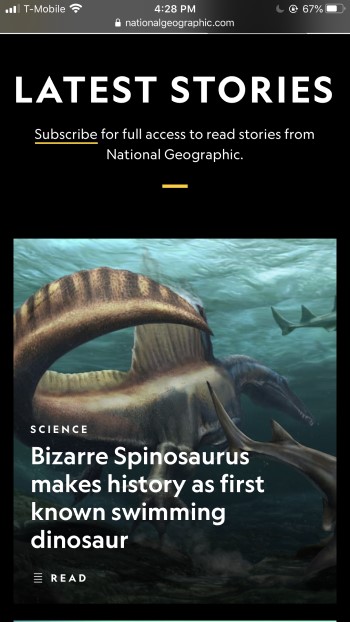 T-Mobile 4:28 PM 67%
nationalgeographic.com
LATEST STORIES
Subscribe for full access to read stories from
National Geographic.
SCIENCE
Bizarre Spinosaurus
makes history as first
known swimming
dinosaur
READ